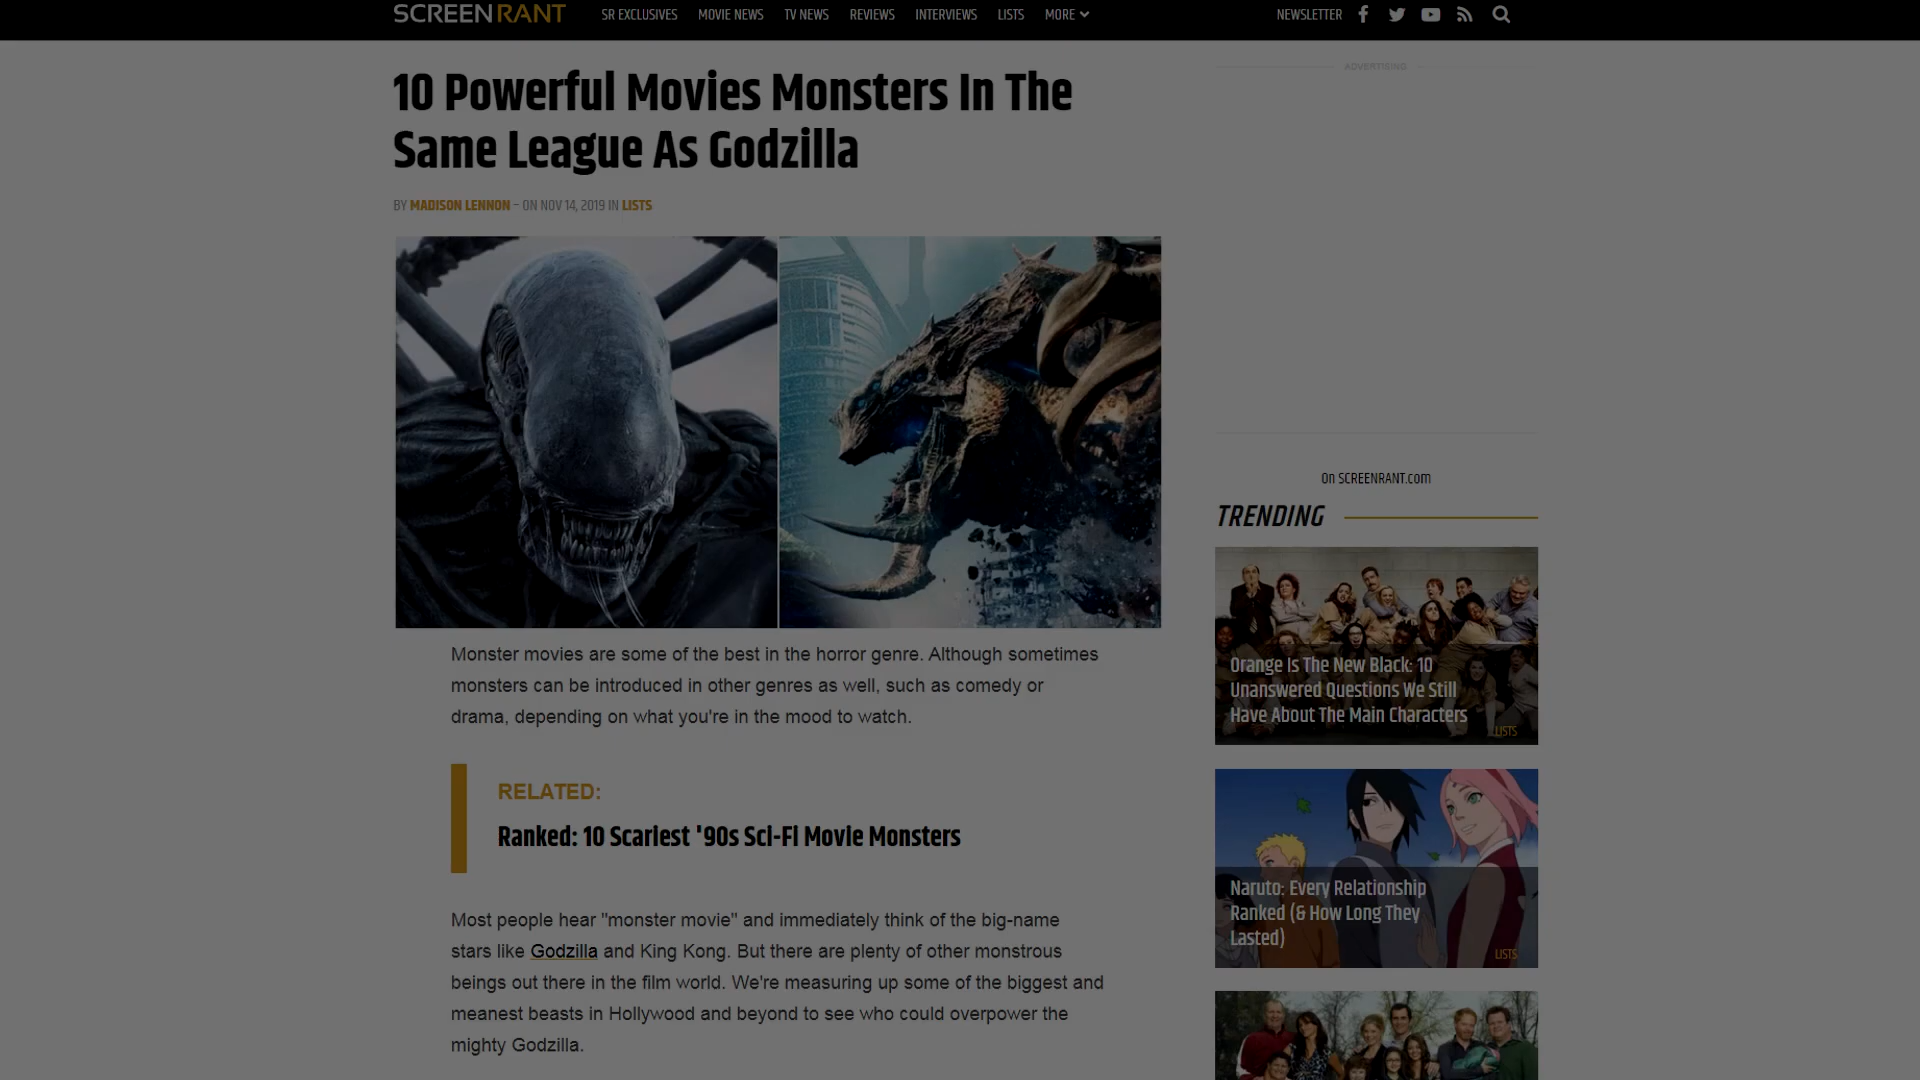 SCREENRANT
SR EXCLUSIVES MOVIE NEWS TV NEWS REVIEWS INTERVIEWS LISTS MORE NEWSLETTER
10 Powerful Movies Monsters In The
Same League As Godzilla
BY MADISON LENNON – ON NOV 14, 2019 IN LISTS
Monster movies are some of the best in the horror genre. Although sometimes
monsters can be introduced in other genres as well, such as comedy or
drama, depending on what you're in the mood to watch.
RELATED:
Ranked: 10 Scariest '90s Sci-Fi Movie Monsters
Most people hear "monster movie" and immediately think of the big-name
stars like Godzilla and King Kong. But there are plenty of other monstrous
beings out there in the film world. We're measuring up some of the biggest and
meanest beasts in Hollywood and beyond to see who could overpower the
mighty Godzilla.
ADVERTISING
On SCREENRANT.com
TRENDING
Orange Is The New Black: 10
Unanswered Questions We Still
Have About The Main Characters
LISTS
Naruto: Every Relationship
Ranked (& How Long They
Lasted)
LISTS